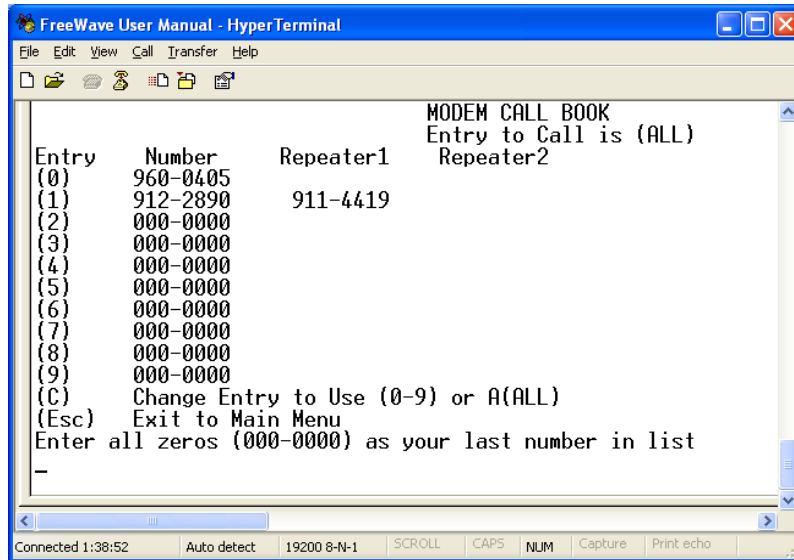 FreeWave User Manual - HyperTerminal
File Edit View Call Transfer Help
MODEM CALL BOOK
Entry to Call is (ALL)
Entry Number Repeater1 Repeater2
(0) 960-0405
(1) 912-2890 911-4419
(2) 000-0000
(3) 000-0000
(4) 000-0000
(5) 000-0000
(6) 000-0000
(7) 000-0000
(8) 000-0000
(9) 000-0000
(C) Change Entry to Use (0-9) or A(ALL)
(Esc) Exit to Main Menu
Enter all zeros (000-0000) as your last number in list
Connected 1:38:52 Auto detect 19200 8-N-1 SCROLL CAPS NUM Capture Print echo